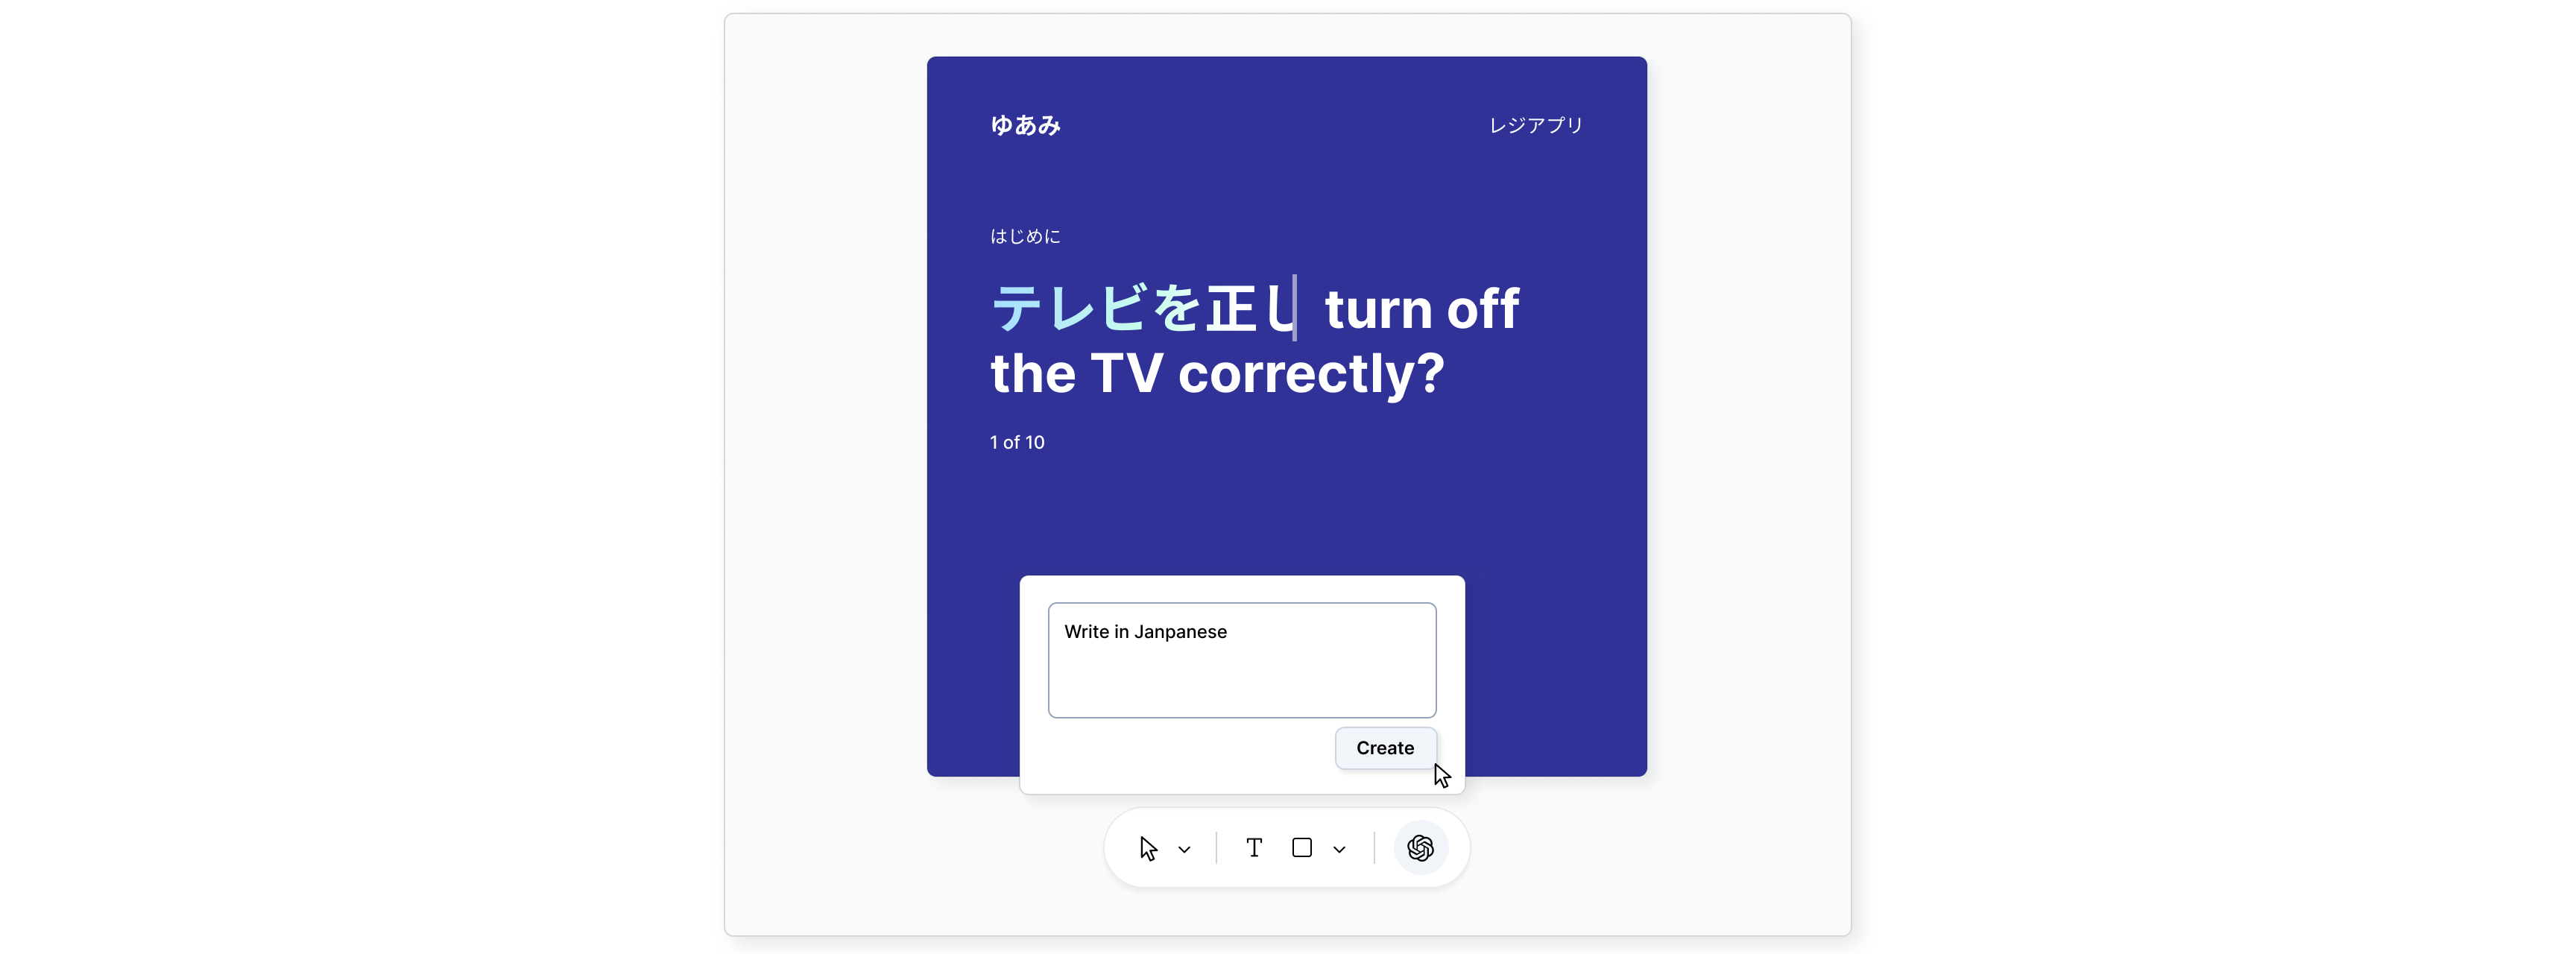 ゆあみ
レジアプリ
はじめに
テレビを正し turn off
the TV correctly?
1 of 10
Write in Janpanese
Create
T